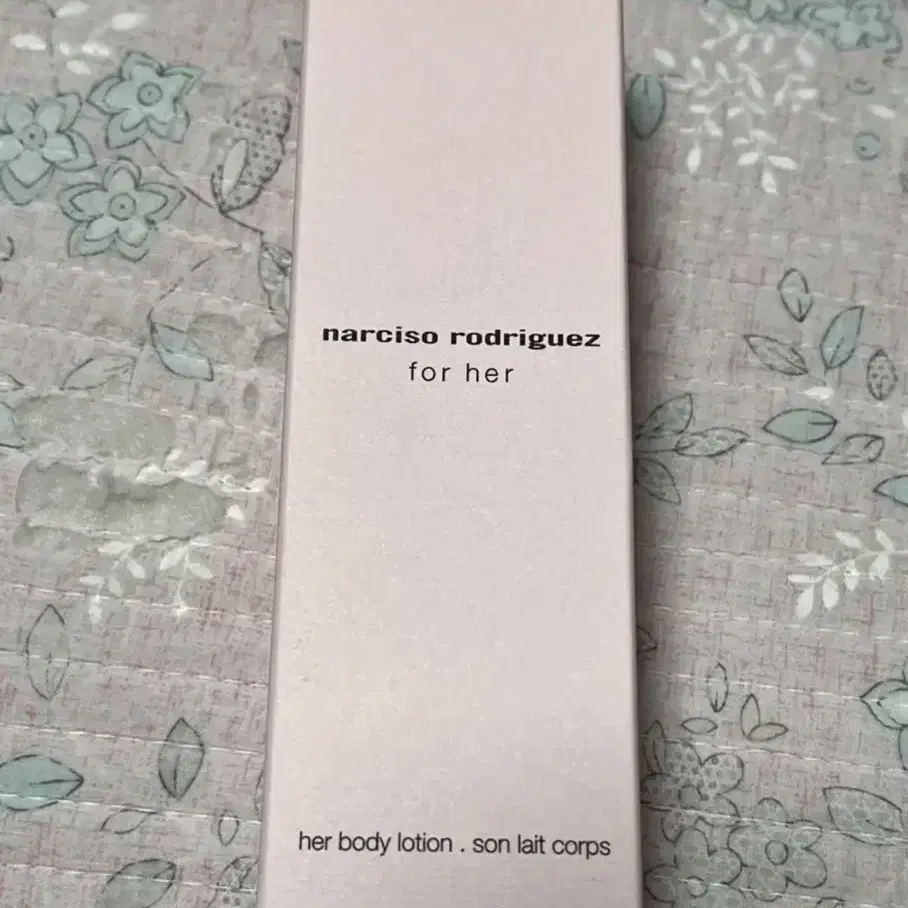 narciso rodriguez
for her
her body lotion . son lait corps